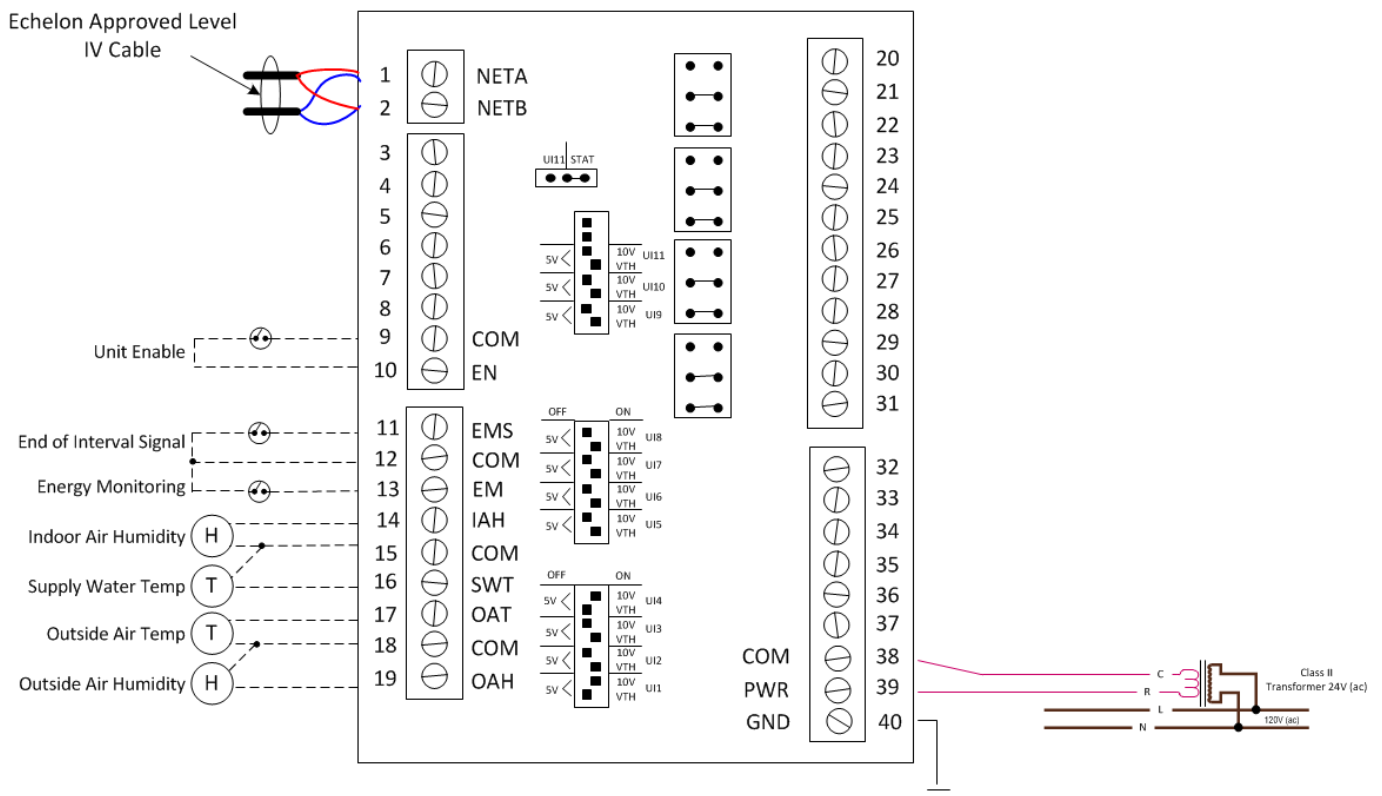 Echelon Approved Level
IV Cable
1 NETA
2 NETB
3
4
5
6
7
8
Unit Enable
9 COM
10 EN
End of Interval Signal
Energy Monitoring
11 EMS
12 COM
13 EM
Indoor Air Humidity H
Supply Water Temp T
Outside Air Temp T
Outside Air Humidity H
14 IAH
15 COM
16 SWT
17 OAT
18 COM
19 OAH
UI11 STAT
5V 10V UI11
VTH
5V 10V UI10
VTH
5V 10V UI9
VTH
OFF ON
5V 10V UI8
VTH
5V 10V UI7
VTH
5V 10V UI6
VTH
5V 10V UI5
VTH
OFF ON
5V 10V UI4
VTH
5V 10V UI3
VTH
5V 10V UI2
VTH
5V 10V UI1
VTH
20
21
22
23
24
25
26
27
28
29
30
31
32
33
34
35
36
37
COM 38
PWR 39
GND 40
C
R
L
N
Class II
Transformer 24V (ac)
120V (ac)